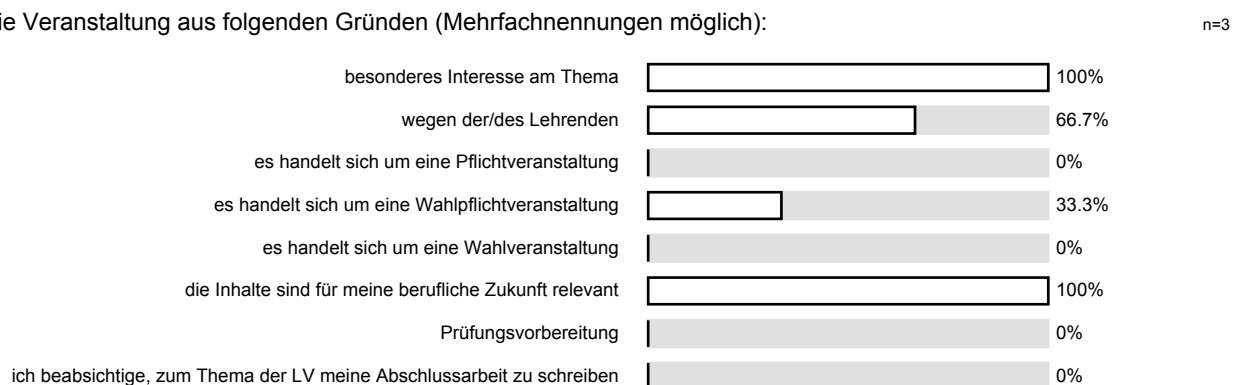 ie Veranstaltung aus folgenden Gründen (Mehrfachnennungen möglich): n=3
besonderes Interesse am Thema 100%
wegen der/des Lehrenden 66.7%
es handelt sich um eine Pflichtveranstaltung 0%
es handelt sich um eine Wahlpflichtveranstaltung 33.3%
es handelt sich um eine Wahlveranstaltung 0%
die Inhalte sind für meine berufliche Zukunft relevant 100%
Prüfungsvorbereitung 0%
ich beabsichtige, zum Thema der LV meine Abschlussarbeit zu schreiben 0%